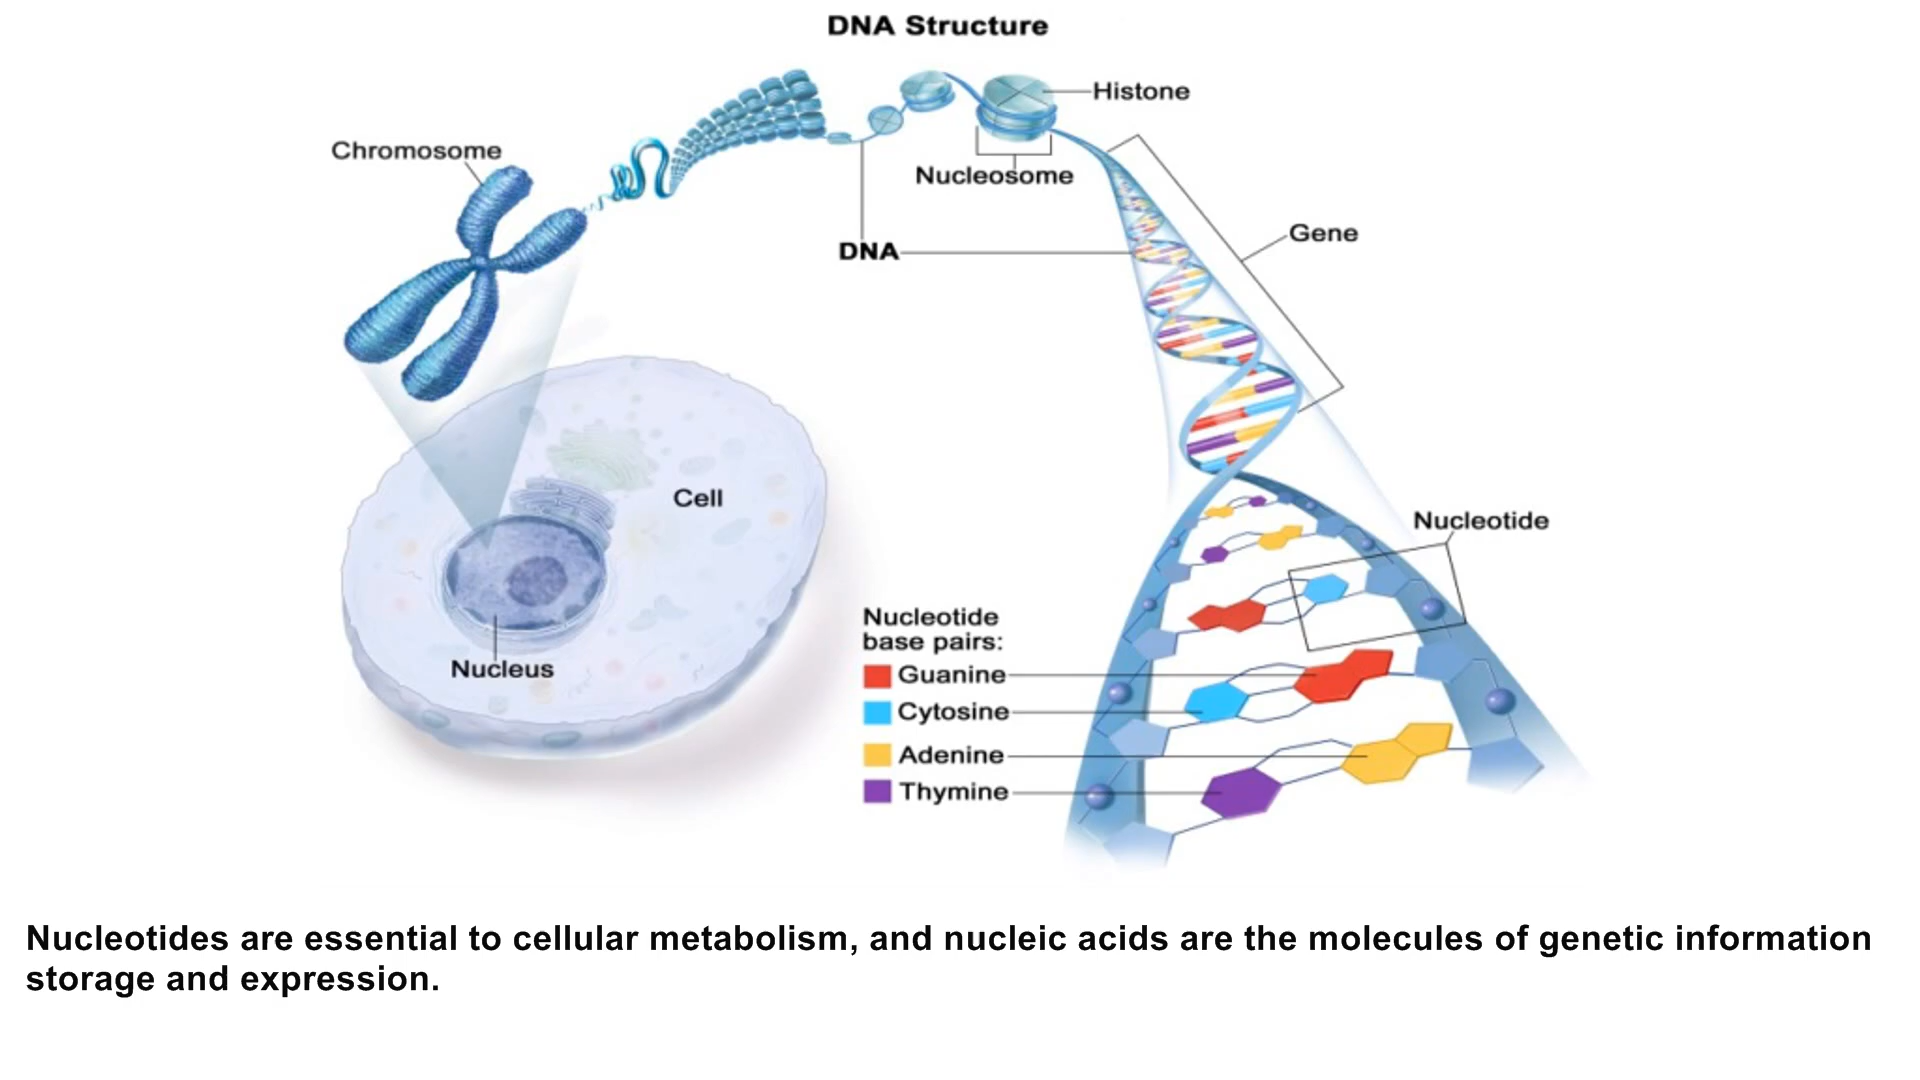 DNA Structure
Histone
Chromosome
Nucleosome
Gene
DNA
Cell
Nucleotide
Nucleus
Nucleotide
base pairs:
Guanine
Cytosine
Adenine
Thymine
Nucleotides are essential to cellular metabolism, and nucleic acids are the molecules of genetic information
storage and expression.